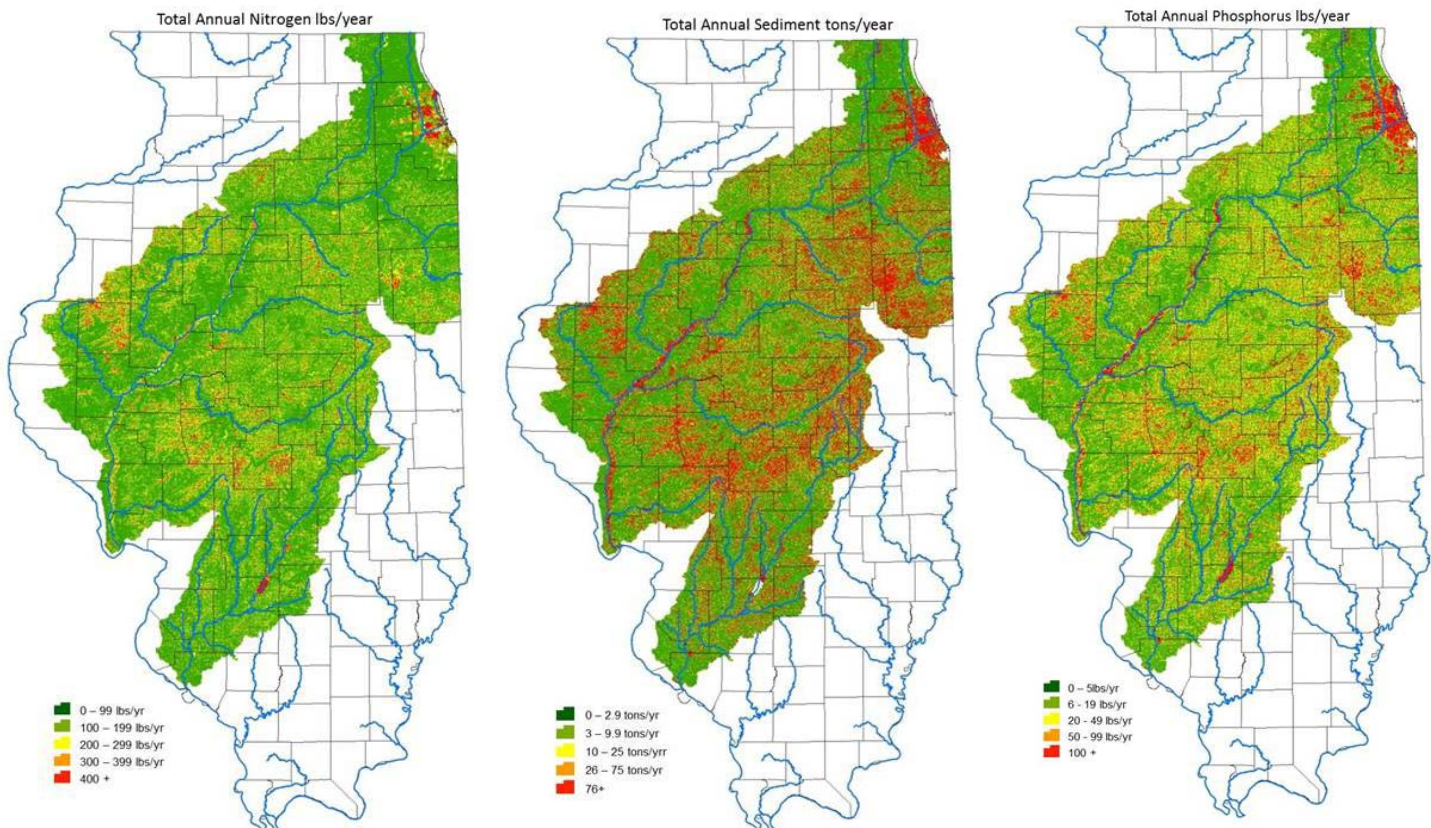 Total Annual Nitrogen lbs/year
0 – 99 lbs/yr
100 – 199 lbs/yr
200 – 299 lbs/yr
300 – 399 lbs/yr
400 +
Total Annual Sediment tons/year
0 – 2.9 tons/yr
3 – 9.9 tons/yr
10 – 25 tons/yrr
26 – 75 tons/yr
76+
Total Annual Phosphorus lbs/year
0 – 5lbs/yr
6 - 19 lbs/yr
20 - 49 lbs/yr
50 - 99 lbs/yr
100 +